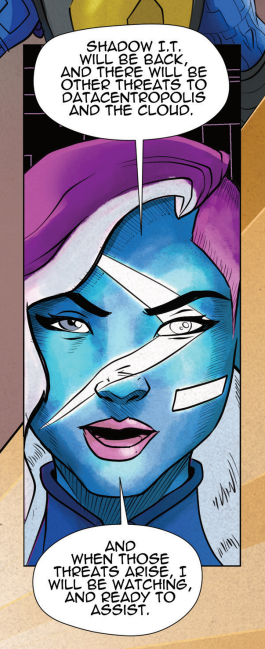 SHADOW I.T.
WILL BE BACK,
AND THERE WILL BE
OTHER THREATS TO
DATACENTROPOLIS
AND THE CLOUD.
AND
WHEN THOSE
THREATS ARISE, I
WILL BE WATCHING,
AND READY TO
ASSIST.